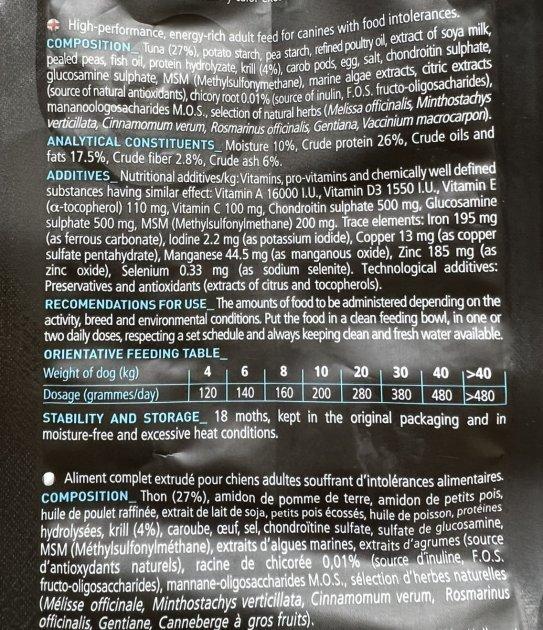 High-performance, energy-rich adult feed for canines with food intolerances.
COMPOSITION_ Tuna (27%), potato starch, pea starch, refined poultry oil, extract of soya milk,
pealed peas, fish oil, protein hydrolyzate, krill (4%), carob pods, egg, salt, chondroitin sulphate,
glucosamine sulphate, MSM (Methylsulfonymethane), marine algae extracts, citric extracts
(source of natural antioxidants), chicory root 0.01% (source of inulin, F.O.S. fructo-oligosacharides),
mananoologosacharides M.O.S., selection of natural herbs (Melissa officinalis, Minthostachys
verticillata, Cinnamomum verum, Rosmarinus officinalis, Gentiana, Vaccinium macrocarpon).
ANALYTICAL CONSTITUENTS_ Moisture 10%, Crude protein 26%, Crude oils and
fats 17.5%, Crude fiber 2.8%, Crude ash 6%.
ADDITIVES_ Nutritional additives/kg: Vitamins, pro-vitamins and chemically well defined
substances having similar effect: Vitamin A 16000 I.U., Vitamin D3 1550 I.U., Vitamin E
(α-tocopherol) 110 mg, Vitamin C 100 mg, Chondroitin sulphate 500 mg, Glucosamine
sulphate 500 mg, MSM (Methylsulfonylmethane) 200 mg. Trace elements: Iron 195 mg
(as ferrous carbonate), Iodine 2.2 mg (as potassium iodide), Copper 13 mg (as copper
sulfate pentahydrate), Manganese 44.5 mg (as manganous oxide), Zinc 185 mg (as
zinc oxide), Selenium 0.33 mg (as sodium selenite). Technological additives:
Preservatives and antioxidants (extracts of citrus and tocopherols).
RECOMENDATIONS FOR USE_ The amounts of food to be administered depending on the
activity, breed and environmental conditions. Put the food in a clean feeding bowl, in one or
two daily doses, respecting a set schedule and always keeping clean and fresh water available.
ORIENTATIVE FEEDING TABLE_
Weight of dog (kg) 4 6 8 10 20 30 40 >40
Dosage (grammes/day) 120 140 160 200 280 380 480 >480
STABILITY AND STORAGE_ 18 moths, kept in the original packaging and in
moisture-free and excessive heat conditions.
Aliment complet extrudé pour chiens adultes souffrant d'intolérances alimentaires.
COMPOSITION_ Thon (27%), amidon de pomme de terre, amidon de petits pois,
huile de poulet raffinée, extrait de lait de soja, petits pois écossés, huile de poisson, protéines
hydrolysées, krill (4%), caroube, œuf, sel, chondroïtine sulfate, sulfate de glucosamine,
MSM (Méthylsulfonylméthane), extraits d'algues marines, extraits d'agrumes (source
d'antioxydants naturels), racine de chicorée 0,01% (source d'inuline, F.O.S.
fructo-oligosaccharides), mannane-oligosaccharides M.O.S., sélection d'herbes naturelles
(Mélisse officinale, Minthostachys verticillata, Cinnamomum verum, Rosmarinus
officinalis, Gentiane, Canneberge à gros fruits).